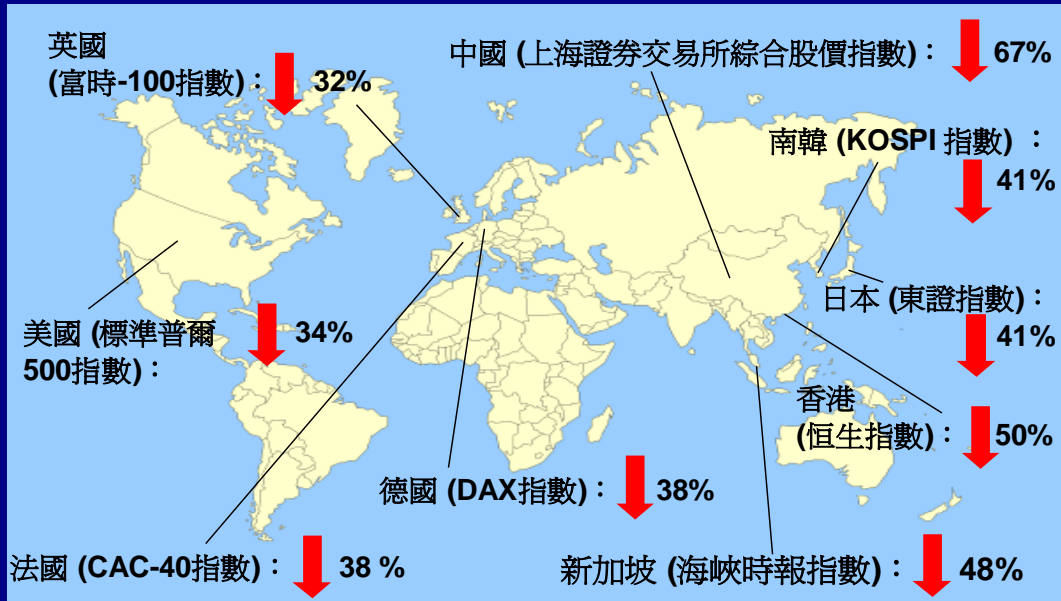 英國
(富時-100指數)： 32%
中國 (上海證券交易所綜合股價指數)： 67%
南韓 (KOSPI 指數) ：
41%
日本 (東證指數)：
41%
美國 (標準普爾 34%
500指數)：
香港
(恒生指數)： 50%
德國 (DAX指數)： 38%
法國 (CAC-40指數)： 38 %
新加坡 (海峽時報指數)： 48%